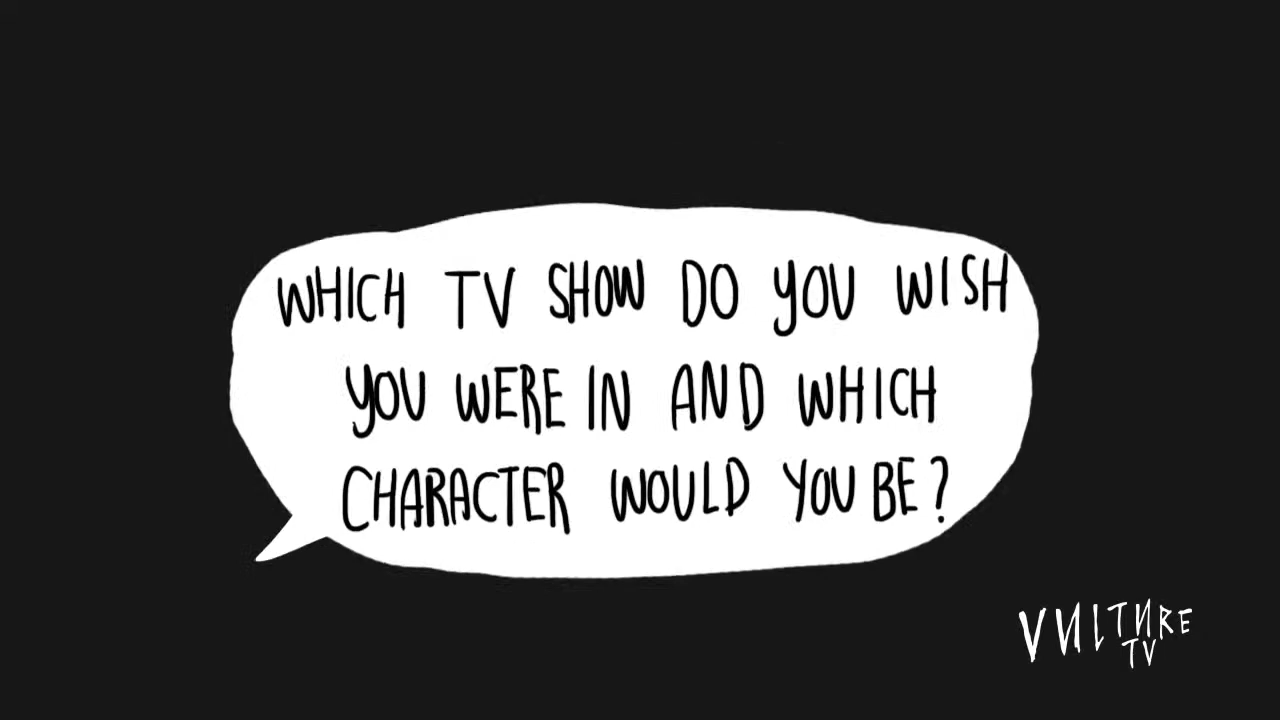 WHICH TV SHOW DO YOU WISH
YOU WERE IN AND WHICH
CHARACTER WOULD YOU BE?
VULTURE
TV